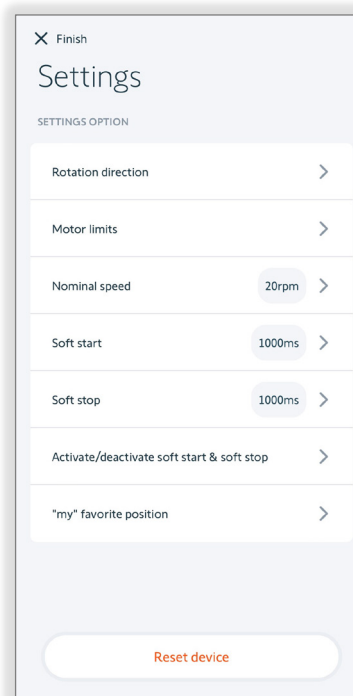 Finish
Settings
SETTINGS OPTION
Rotation direction
Motor limits
Nominal speed 20rpm
Soft start 1000ms
Soft stop 1000ms
Activate/deactivate soft start & soft stop
"my" favorite position
Reset device